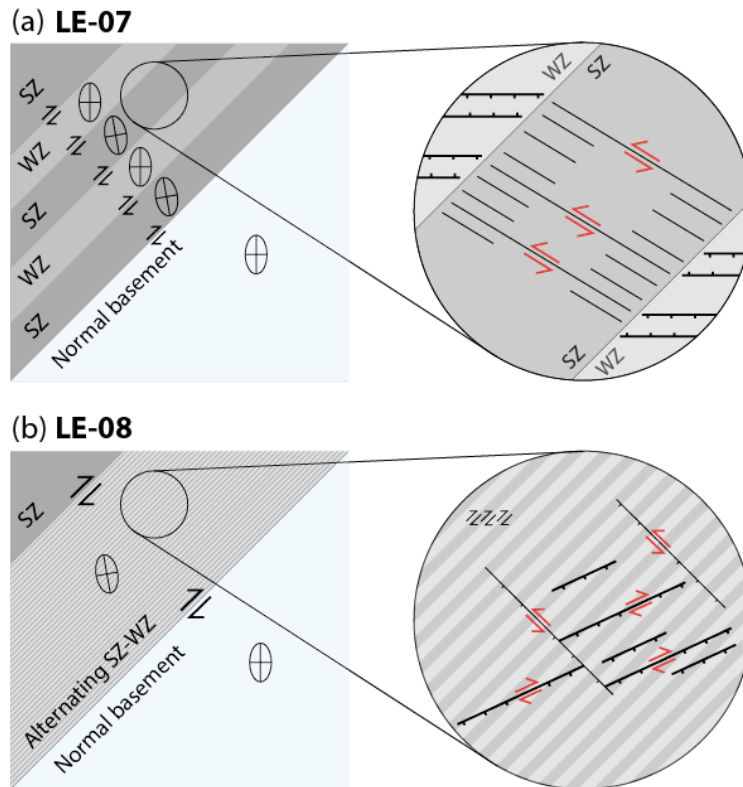 (a) LE-07
SZ
WZ
SZ
WZ
SZ
Normal basement
WZ
SZ
SZ
WZ
(b) LE-08
SZ
Alternating SZ-WZ
Normal basement